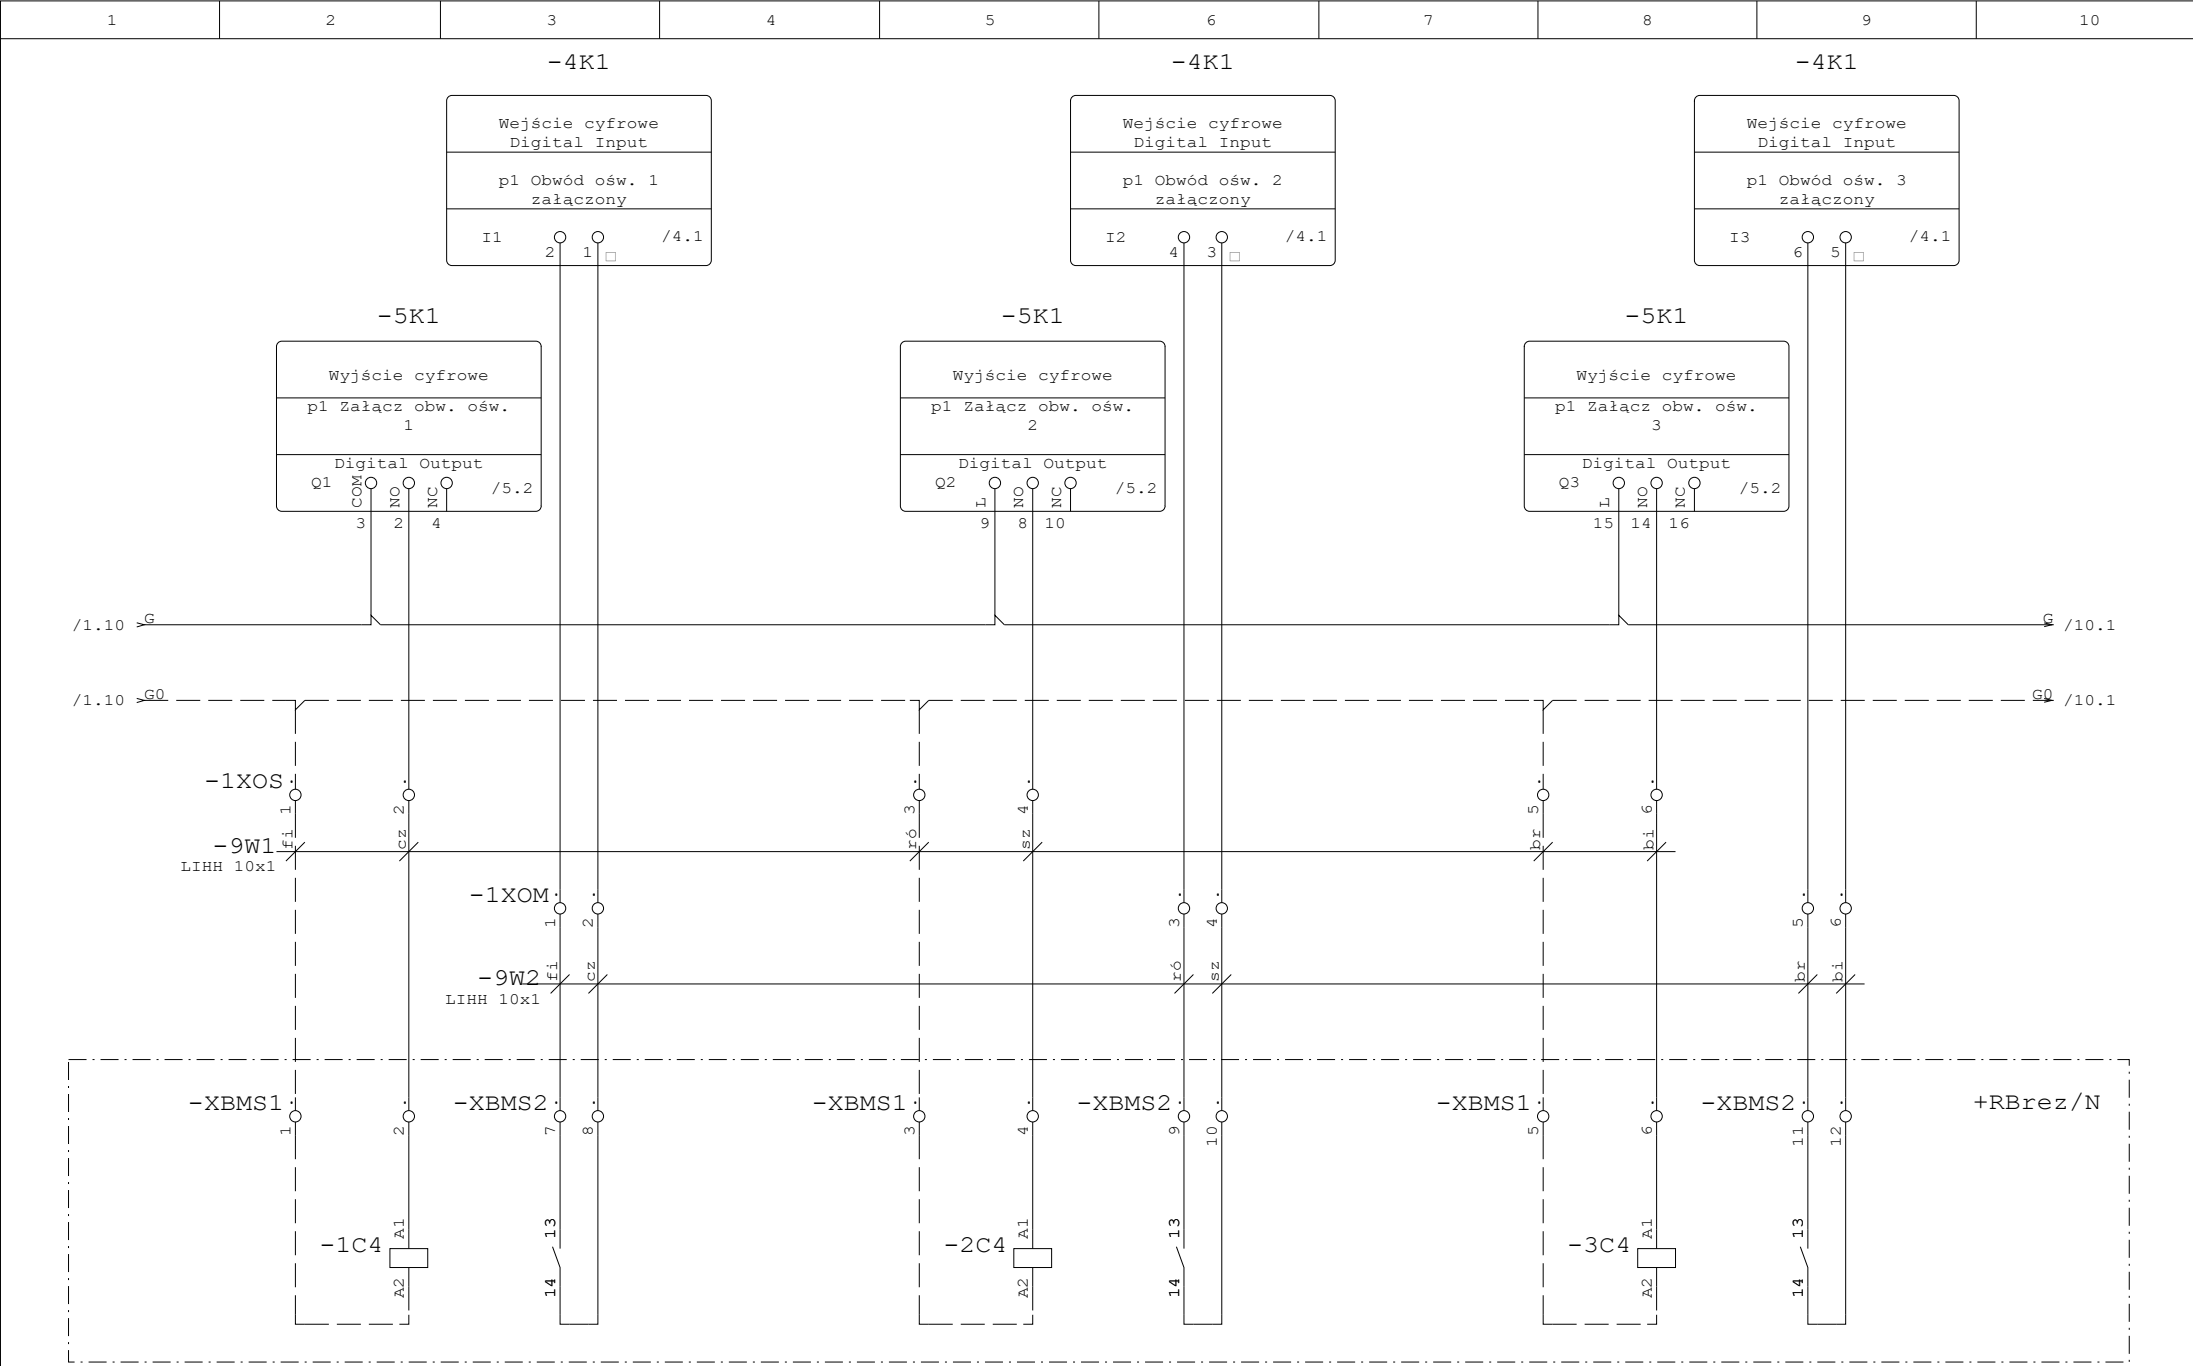 1 2 3 4 5 6 7 8 9 10
-4K1 -4K1 -4K1
Wejście cyfrowe
Digital Input
p1 Obwód ośw. 1
załączony
I1 2 1 /4.1
Wejście cyfrowe
Digital Input
p1 Obwód ośw. 2
załączony
I2 4 3 /4.1
Wejście cyfrowe
Digital Input
p1 Obwód ośw. 3
załączony
I3 6 5 /4.1
-5K1 -5K1 -5K1
Wyjście cyfrowe
p1 Załącz obw. ośw.
1
Digital Output
Q1 COM NO NC /5.2
3 2 4
Wyjście cyfrowe
p1 Załącz obw. ośw.
2
Digital Output
Q2 L NO NC /5.2
9 8 10
Wyjście cyfrowe
p1 Załącz obw. ośw.
3
Digital Output
Q3 L NO NC /5.2
15 14 16
/1.10 G G /10.1
/1.10 G0 G0 /10.1
-1XOS
1 2 3 4 5 6
-9W1 fi cz ró sz br bi
LIHH 10x1
-1XOM
1 2 3 4 5 6
-9W2 fi cz ró sz br bi
LIHH 10x1
-XBMS1 -XBMS2 -XBMS1 -XBMS2 -XBMS1 -XBMS2 +RBrez/N
1 2 7 8 3 4 9 10 5 6 11 12
A1 13 A1 13 A1 13
-1C4 -2C4 -3C4
A2 14 A2 14 A2 14